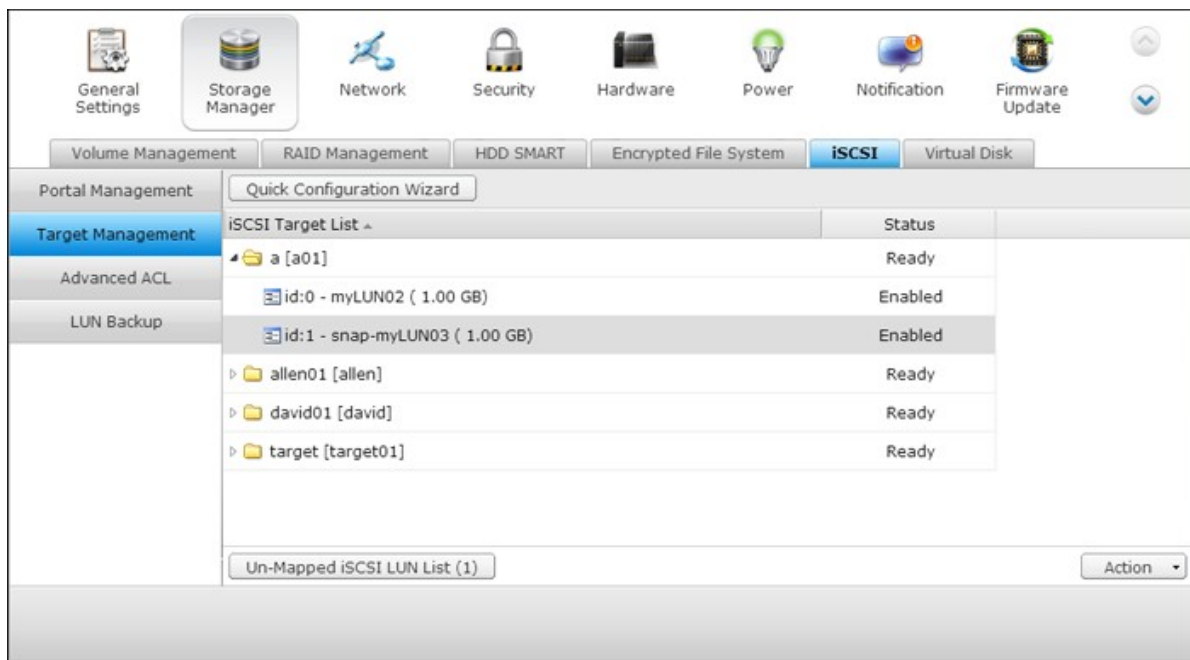 General Settings
Storage Manager
Network
Security
Hardware
Power
Notification
Firmware Update
Volume Management
RAID Management
HDD SMART
Encrypted File System
iSCSI
Virtual Disk
Portal Management
Target Management
Advanced ACL
LUN Backup
Quick Configuration Wizard
iSCSI Target List Status
a [a01] Ready
id:0 - myLUN02 ( 1.00 GB) Enabled
id:1 - snap-myLUN03 ( 1.00 GB) Enabled
allen01 [allen] Ready
david01 [david] Ready
target [target01] Ready
Un-Mapped iSCSI LUN List (1)
Action